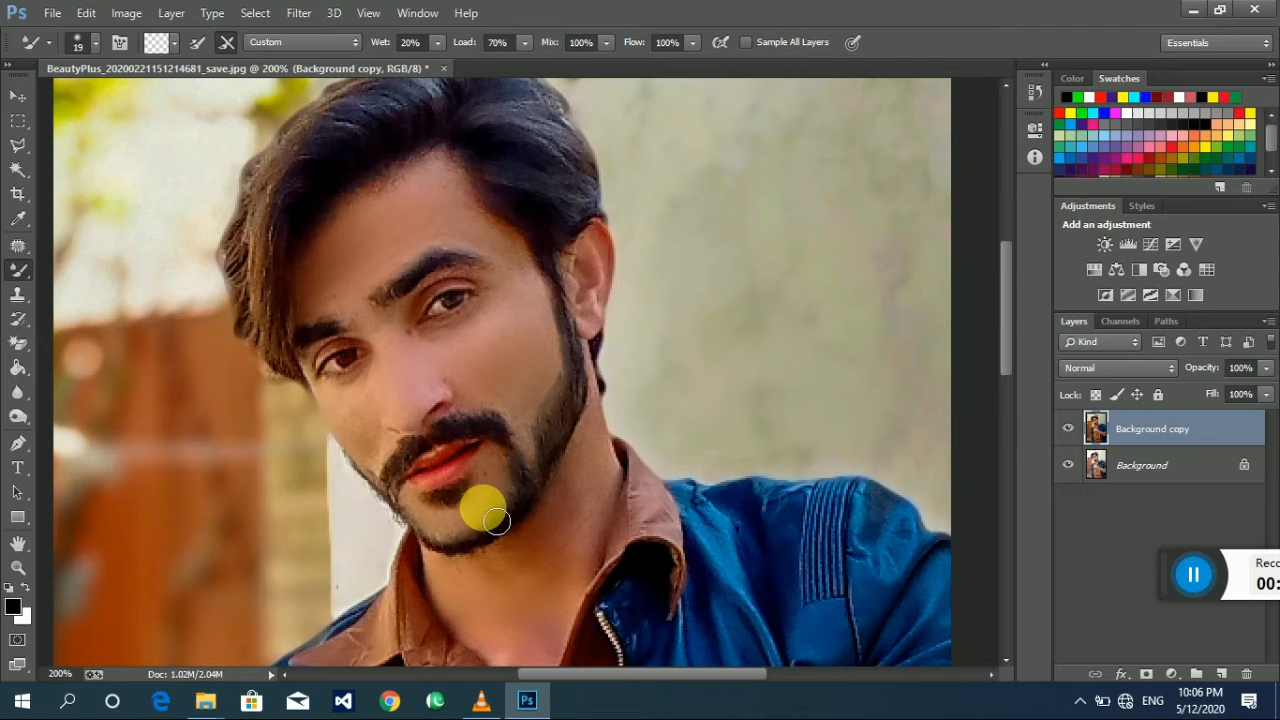 Ps File Edit Image Layer Type Select Filter 3D View Window Help
19 Custom Wet: 20% Load: 70% Mix: 100% Flow: 100% Sample All Layers Essentials
BeautyPlus_20200221151214681_save.jpg @ 200% (Background copy, RGB/8) *
Color Swatches
Adjustments Styles
Add an adjustment
Layers Channels Paths
Kind
Normal Opacity: 100%
Lock: Fill: 100%
Background copy
Background
Reco
00:
200% Doc: 1.02M/2.04M
Ps ENG 10:06 PM
5/12/2020